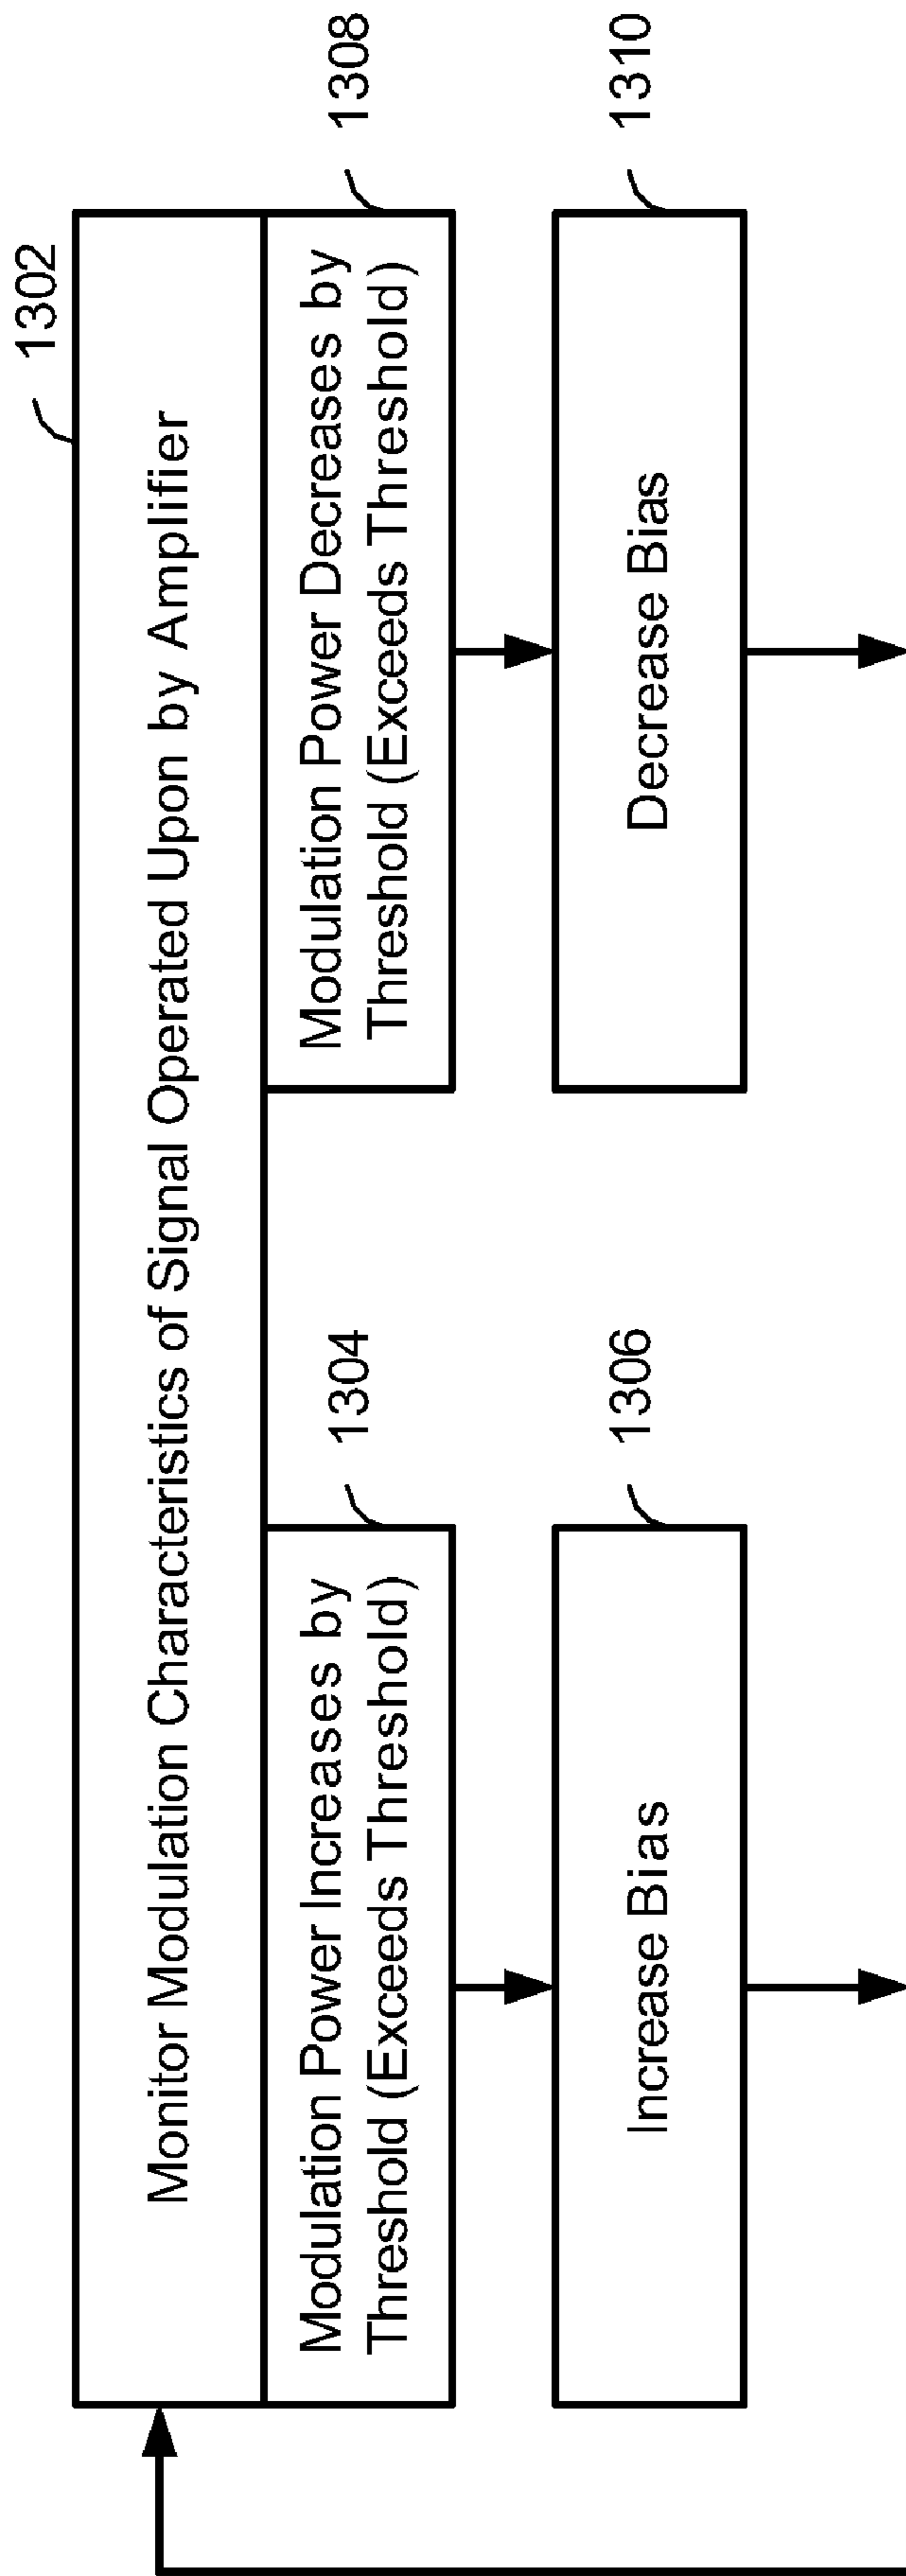 1302
Monitor Modulation Characteristics of Signal Operated Upon by Amplifier
1304
Modulation Power Increases by
Threshold (Exceeds Threshold)
1308
Modulation Power Decreases by
Threshold (Exceeds Threshold)
1306
Increase Bias
1310
Decrease Bias